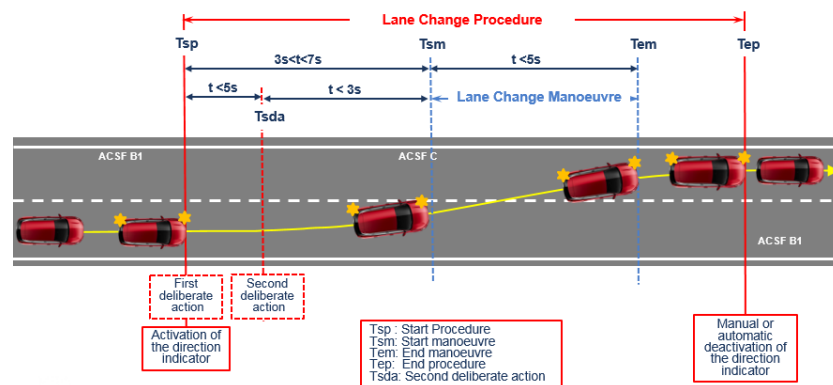 Lane Change Procedure
Tsp
Tsm
Tem
Tep
3s<t<7s
t <5s
t <5s
t < 3s
Lane Change Manoeuvre
Tsda
ACSF B1
ACSF C
ACSF B1
First
deliberate
action
Second
deliberate
action
Activation of
the direction
indicator
Tsp : Start Procedure
Tsm: Start manoeuvre
Tem: End manoeuvre
Tep: End procedure
Tsda: Second deliberate action
Manual or
automatic
deactivation of
the direction
indicator